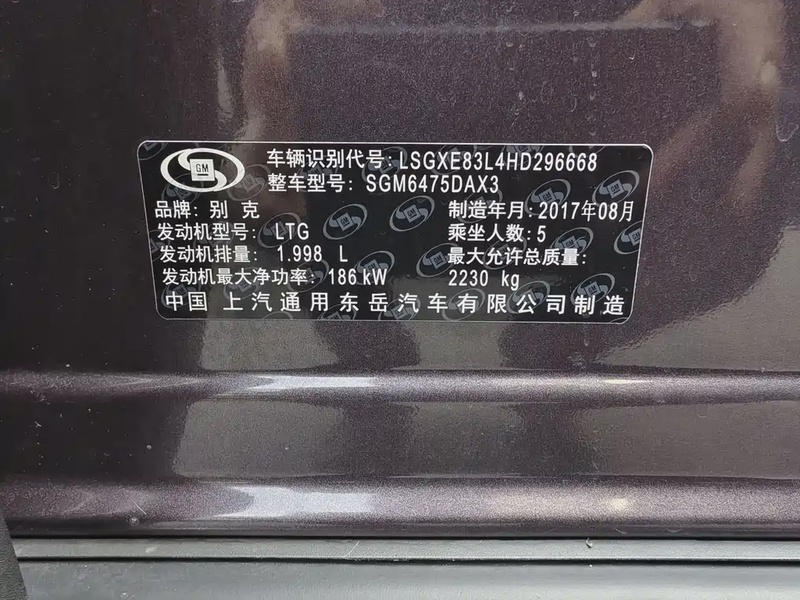 GM
车辆识别代号: LSGXE83L4HD296668
整车型号: SGM6475DAX3
品牌: 别 克 制造年月: 2017年08月
发动机型号: LTG 乘坐人数: 5
发动机排量: 1.998 L 最大允许总质量:
发动机最大净功率: 186 kW 2230 kg
中国 上汽通用东岳汽车有限公司制造